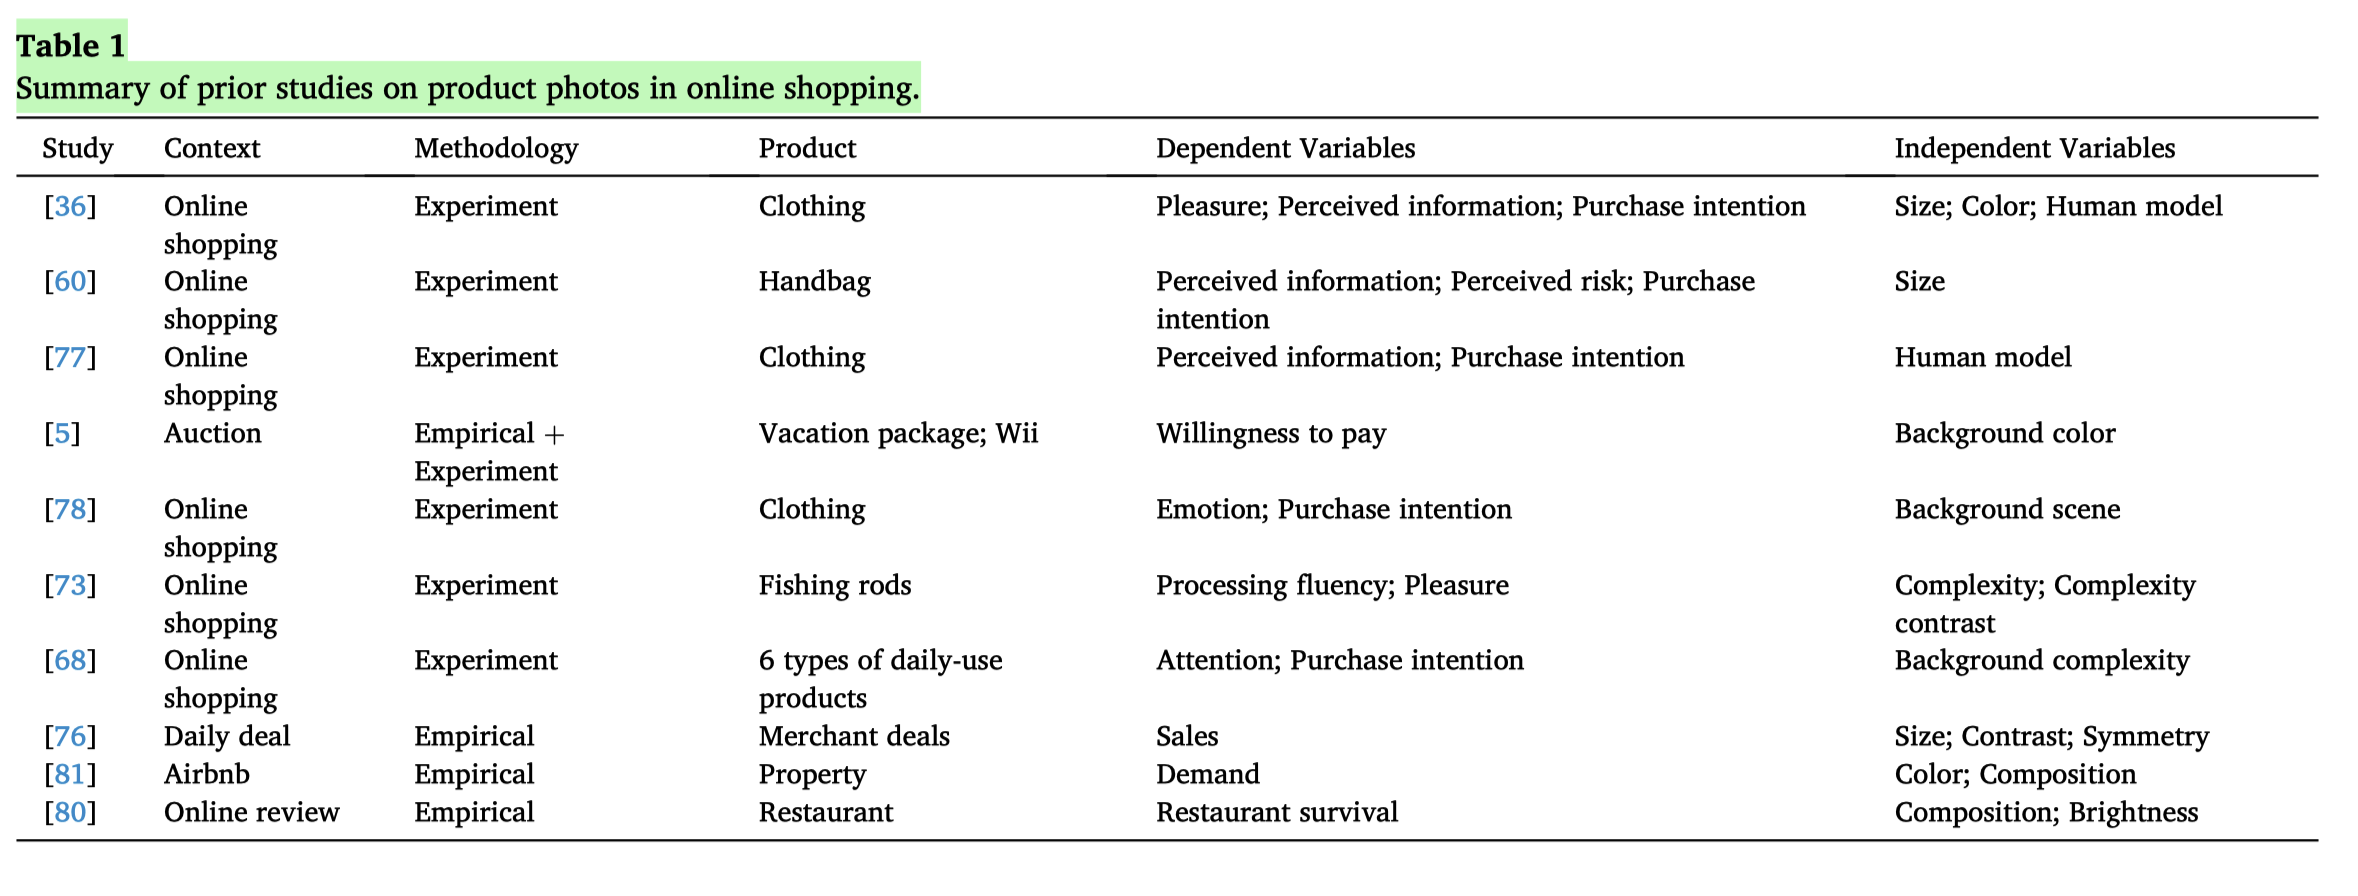 Table 1
Summary of prior studies on product photos in online shopping.
Study Context Methodology Product Dependent Variables Independent Variables
[36] Online Experiment Clothing Pleasure; Perceived information; Purchase intention Size; Color; Human model
shopping
[60] Online Experiment Handbag Perceived information; Perceived risk; Purchase Size
shopping intention
[77] Online Experiment Clothing Perceived information; Purchase intention Human model
shopping
[5] Auction Empirical + Vacation package; Wii Willingness to pay Background color
Experiment
[78] Online Experiment Clothing Emotion; Purchase intention Background scene
shopping
[73] Online Experiment Fishing rods Processing fluency; Pleasure Complexity; Complexity
shopping contrast
[68] Online Experiment 6 types of daily-use Attention; Purchase intention Background complexity
shopping products
[76] Daily deal Empirical Merchant deals Sales Size; Contrast; Symmetry
[81] Airbnb Empirical Property Demand Color; Composition
[80] Online review Empirical Restaurant Restaurant survival Composition; Brightness